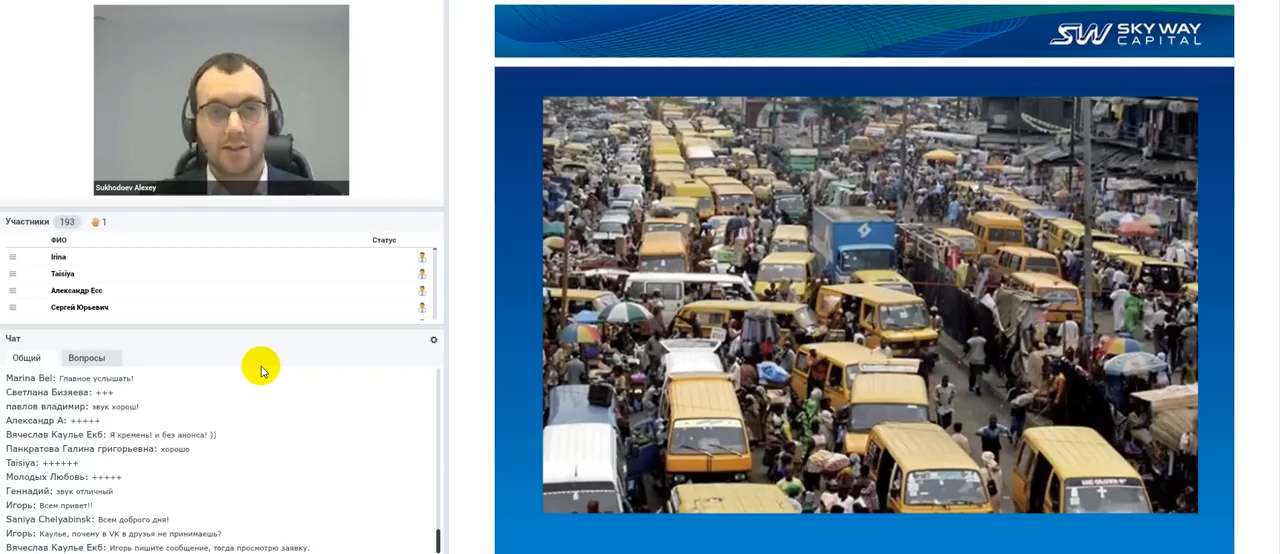 Sukhodoev Alexey
Участники 193 1
ФИО Статус
Irina
Taisiya
Александр Есс
Сергей Юрьевич
Чат
Общий Вопросы
Marina Bel: Главное услышать!
Светлана Бизяева: +++
павлов владимир: звук хорош!
Александр А: +++++
Вячеслав Каулье Екб: Я кремень! и без анонса! ))
Панкратова Галина григорьевна: хорошо
Taisiya: ++++++
Молодых Любовь: +++++
Геннадий: звук отличный
Игорь: Всем привет!!
Saniya Chelyabinsk: Всем доброго дня!
Игорь: Каулье, почему в VK в друзья не принимаешь?
Вячеслав Каулье Екб: Игорь пишите сообщение, тогда просмотрю заявку.
SW SKY WAY
CAPITAL